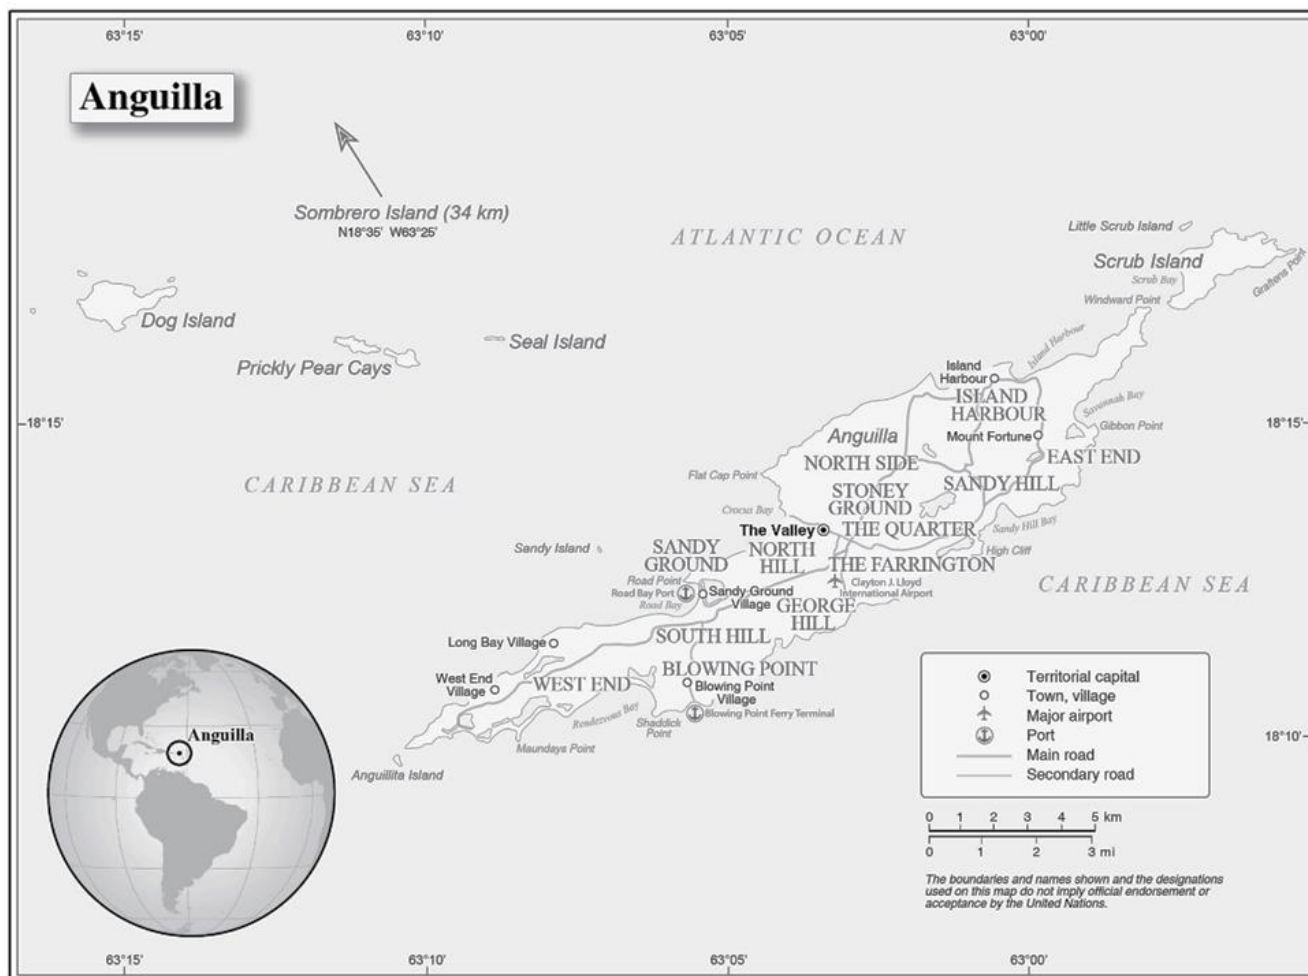 63°15'
63°10'
63°05'
63°00'
Anguilla
Sombrero Island (34 km)
N18°35' W63°25'
ATLANTIC OCEAN
Little Scrub Island
Scrub Island
Scrub Bay
Graftens Point
Windward Point
Dog Island
Seal Island
Prickly Pear Cays
Island Harbour
Island
Harbour
ISLAND
HARBOUR
Savannah Bay
18°15'
18°15'
Gibbon Point
Anguilla
Mount Fortune
NORTH SIDE
EAST END
Flat Cap Point
CARIBBEAN SEA
STONEY
GROUND
SANDY HILL
Crocus Bay
The Valley
THE QUARTER
Sandy Hill Bay
Sandy Island
SANDY
GROUND
NORTH
HILL
High Cliff
THE FARRINGTON
Road Point
Road Bay Port
Road Bay
Sandy Ground
Village
Clayton J. Lloyd
International Airport
CARIBBEAN SEA
GEORGE
HILL
Long Bay Village
SOUTH HILL
BLOWING POINT
West End
Village
WEST END
Blowing Point
Village
Rendezvous Bay
Shaddick
Point
Blowing Point Ferry Terminal
Maundays Point
Anguillita Island
18°10'
Anguilla
Territorial capital
Town, village
Major airport
Port
Main road
Secondary road
0 1 2 3 4 5 km
0 1 2 3 mi
The boundaries and names shown and the designations
used on this map do not imply official endorsement or
acceptance by the United Nations.
63°15'
63°10'
63°05'
63°00'